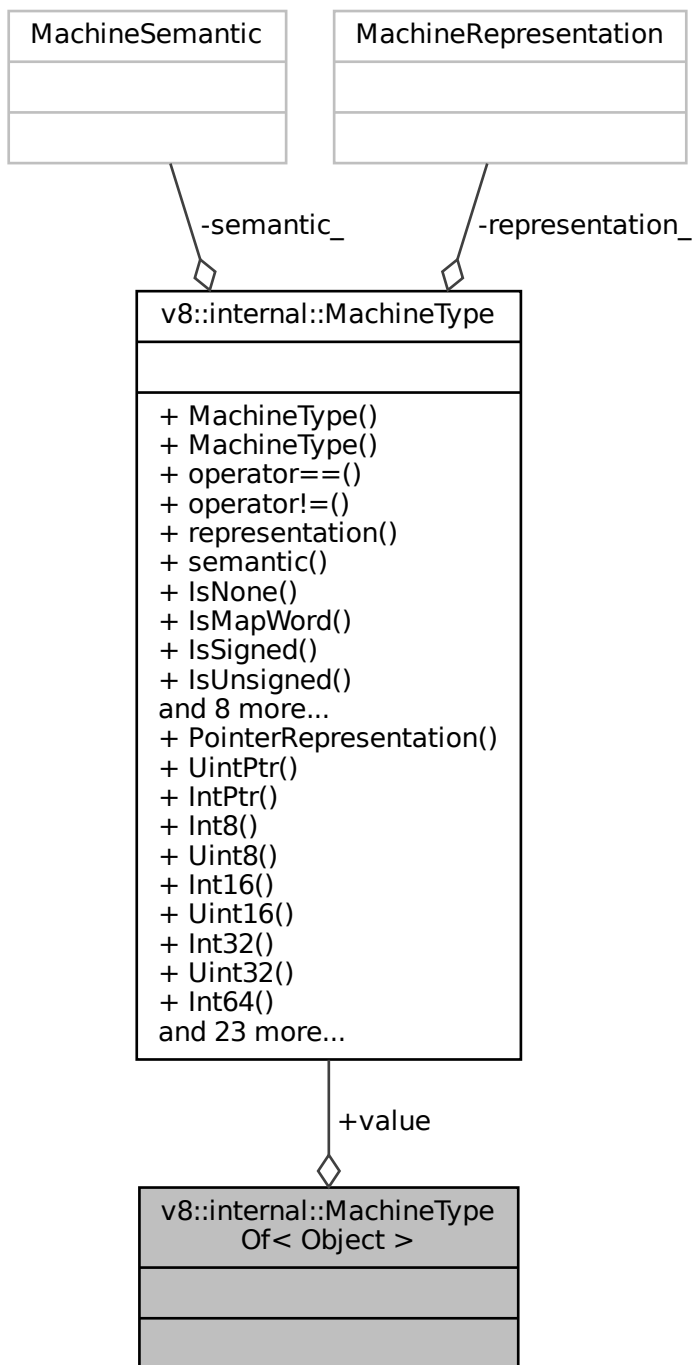 MachineSemantic
MachineRepresentation
-semantic_
-representation_
v8::internal::MachineType
+ MachineType()
+ MachineType()
+ operator==()
+ operator!=()
+ representation()
+ semantic()
+ IsNone()
+ IsMapWord()
+ IsSigned()
+ IsUnsigned()
and 8 more...
+ PointerRepresentation()
+ UintPtr()
+ IntPtr()
+ Int8()
+ Uint8()
+ Int16()
+ Uint16()
+ Int32()
+ Uint32()
+ Int64()
and 23 more...
+value
v8::internal::MachineType
Of< Object >